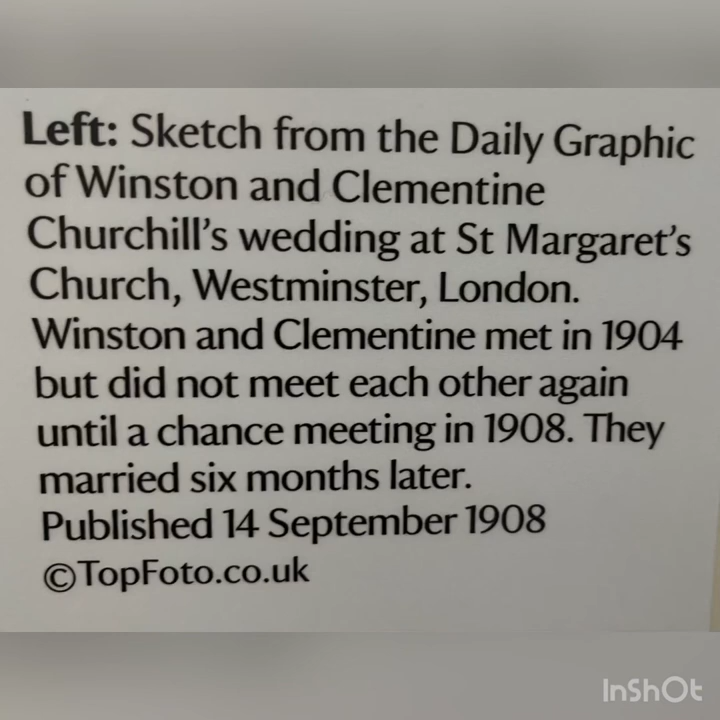 Left: Sketch from the Daily Graphic
of Winston and Clementine
Churchill's wedding at St Margaret's
Church, Westminster, London.
Winston and Clementine met in 1904
but did not meet each other again
until a chance meeting in 1908. They
married six months later.
Published 14 September 1908
©TopFoto.co.uk
InShOt